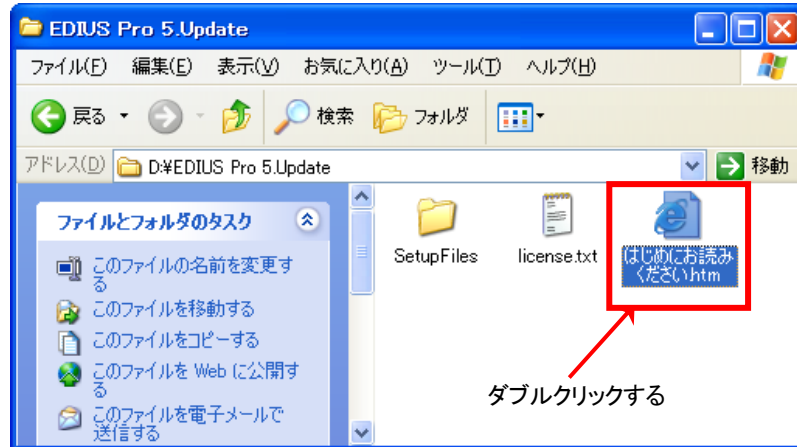 EDIUS Pro 5.Update
ファイル(F) 編集(E) 表示(V) お気に入り(A) ツール(T) ヘルプ(H)
戻る 検索 フォルダ
アドレス(D) D:¥EDIUS Pro 5.Update 移動
ファイルとフォルダのタスク
このファイルの名前を変更す
る
このファイルを移動する
このファイルをコピーする
このファイルを Web に公開す
る
このファイルを電子メールで
送信する
SetupFiles
license.txt
はじめにお読み
ください.htm
ダブルクリックする